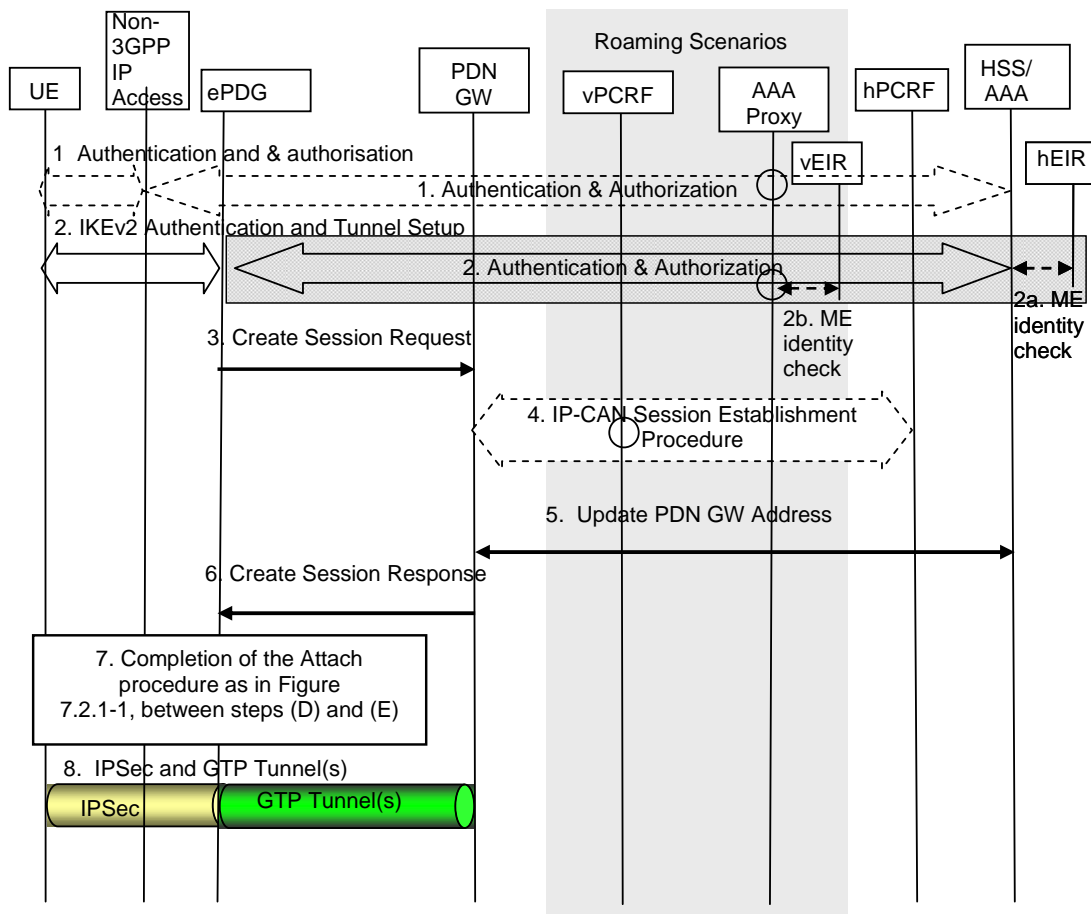 Non-
3GPP
IP
Access
Roaming Scenarios
UE
ePDG
PDN
GW
vPCRF
AAA
Proxy
hPCRF
HSS/
AAA
vEIR
hEIR
1 Authentication and & authorisation
1. Authentication & Authorization
2. IKEv2 Authentication and Tunnel Setup
2. Authentication & Authorization
2a. ME
identity
check
2b. ME
identity
check
3. Create Session Request
4. IP-CAN Session Establishment
Procedure
5. Update PDN GW Address
6. Create Session Response
7. Completion of the Attach
procedure as in Figure
7.2.1-1, between steps (D) and (E)
8. IPSec and GTP Tunnel(s)
IPSec
GTP Tunnel(s)